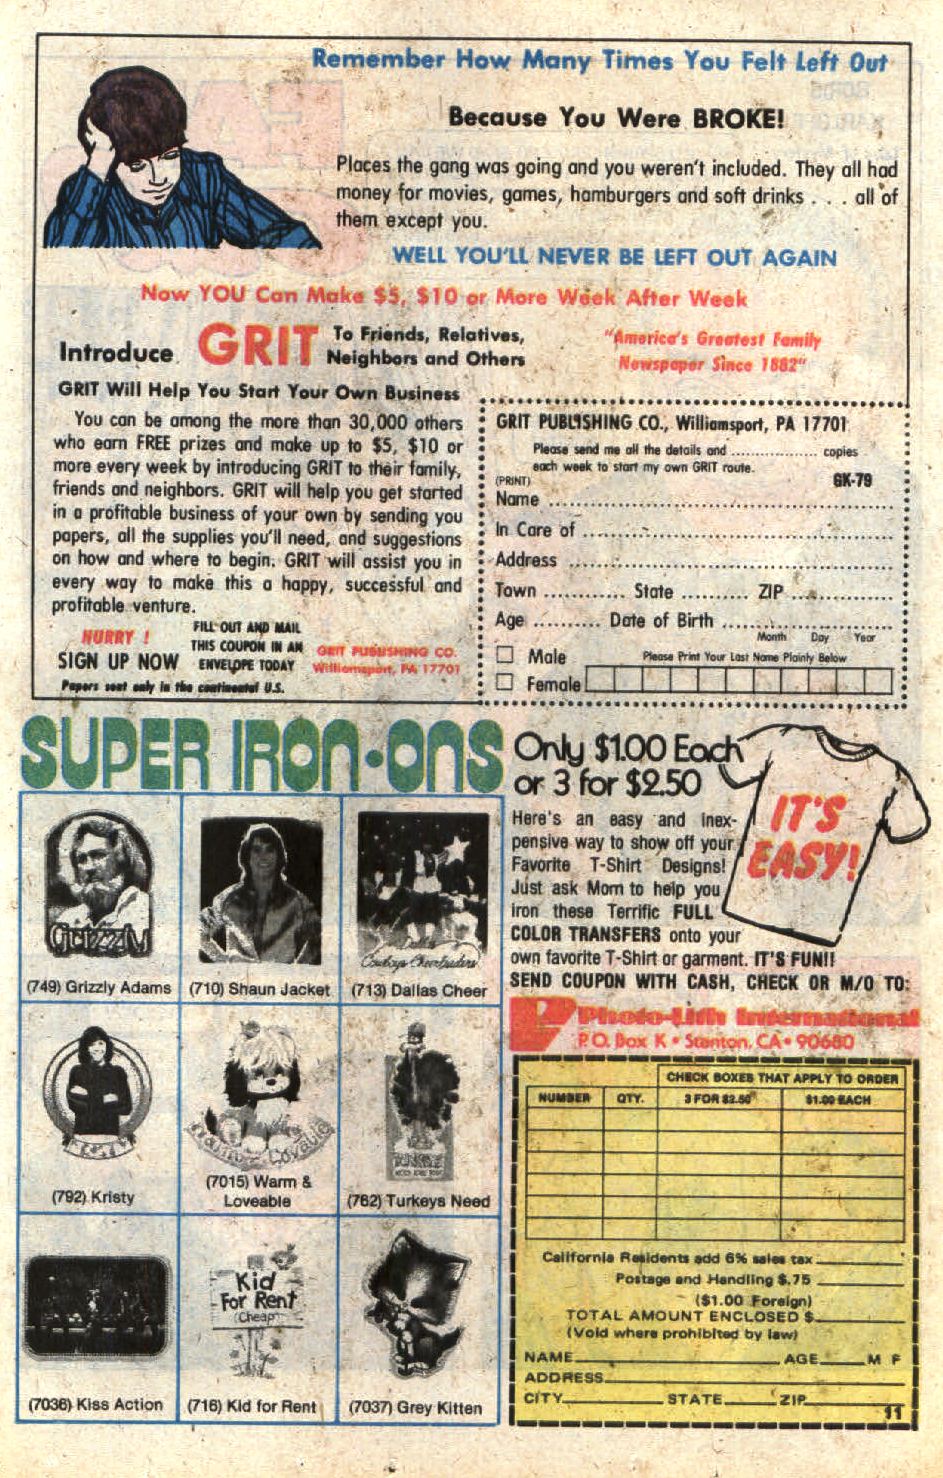 Remember How Many Times You Felt Left Out
Because You Were BROKE!
Places the gang was going and you weren't included. They all had
money for movies, games, hamburgers and soft drinks . . . all of
them except you.
WELL YOU'LL NEVER BE LEFT OUT AGAIN
Now YOU Can Make $5, $10 or More Week After Week
Introduce GRIT To Friends, Relatives,
Neighbors and Others
"America's Greatest Family
Newspaper Since 1882"
GRIT Will Help You Start Your Own Business
You can be among the more than 30,000 others
who earn FREE prizes and make up to $5, $10 or
more every week by introducing GRIT to their family,
friends and neighbors. GRIT will help you get started
in a profitable business of your own by sending you
papers, all the supplies you'll need, and suggestions
on how and where to begin. GRIT will assist you in
every way to make this a happy, successful and
profitable venture.
HURRY !
SIGN UP NOW
FILL OUT AND MAIL
THIS COUPON IN AN
ENVELOPE TODAY
GRIT PUBLISHING CO.
Williamsport, PA 17701
Papers sent only in the continental U.S.
GRIT PUBLISHING CO., Williamsport, PA 17701
Please send me all the details and .................. copies
each week to start my own GRIT route.
(PRINT)
GK-79
Name
In Care of
Address
Town ............ State .......... ZIP
Age .......... Date of Birth
Month Day Year
Male
Please Print Your Last Name Plainly Below
Female
SUPER IRON-ONS
Grizzly
(749) Grizzly Adams
(710) Shaun Jacket
Dallas
Cowboys Cheerleaders
(713) Dallas Cheer
(792) Kristy
Warm Loveable
(7015) Warm &
Loveable
(762) Turkeys Need
(7036) Kiss Action
Kid
For Rent
Cheap
(716) Kid for Rent
(7037) Grey Kitten
Only $1.00 Each
or 3 for $2.50
IT'S
EASY!
Here's an easy and inex-
pensive way to show off your
Favorite T-Shirt Designs!
Just ask Mom to help you
iron these Terrific FULL
COLOR TRANSFERS onto your
own favorite T-Shirt or garment. IT'S FUN!!
SEND COUPON WITH CASH, CHECK OR M/O TO:
Photo-Lith International
P.O. Box K • Stanton, CA • 90680
CHECK BOXES THAT APPLY TO ORDER
NUMBER QTY. 3 FOR $2.50 $1.00 EACH
California Residents add 6% sales tax
Postage and Handling $.75
($1.00 Foreign)
TOTAL AMOUNT ENCLOSED $
(Void where prohibited by law)
NAME AGE M F
ADDRESS
CITY STATE ZIP
11